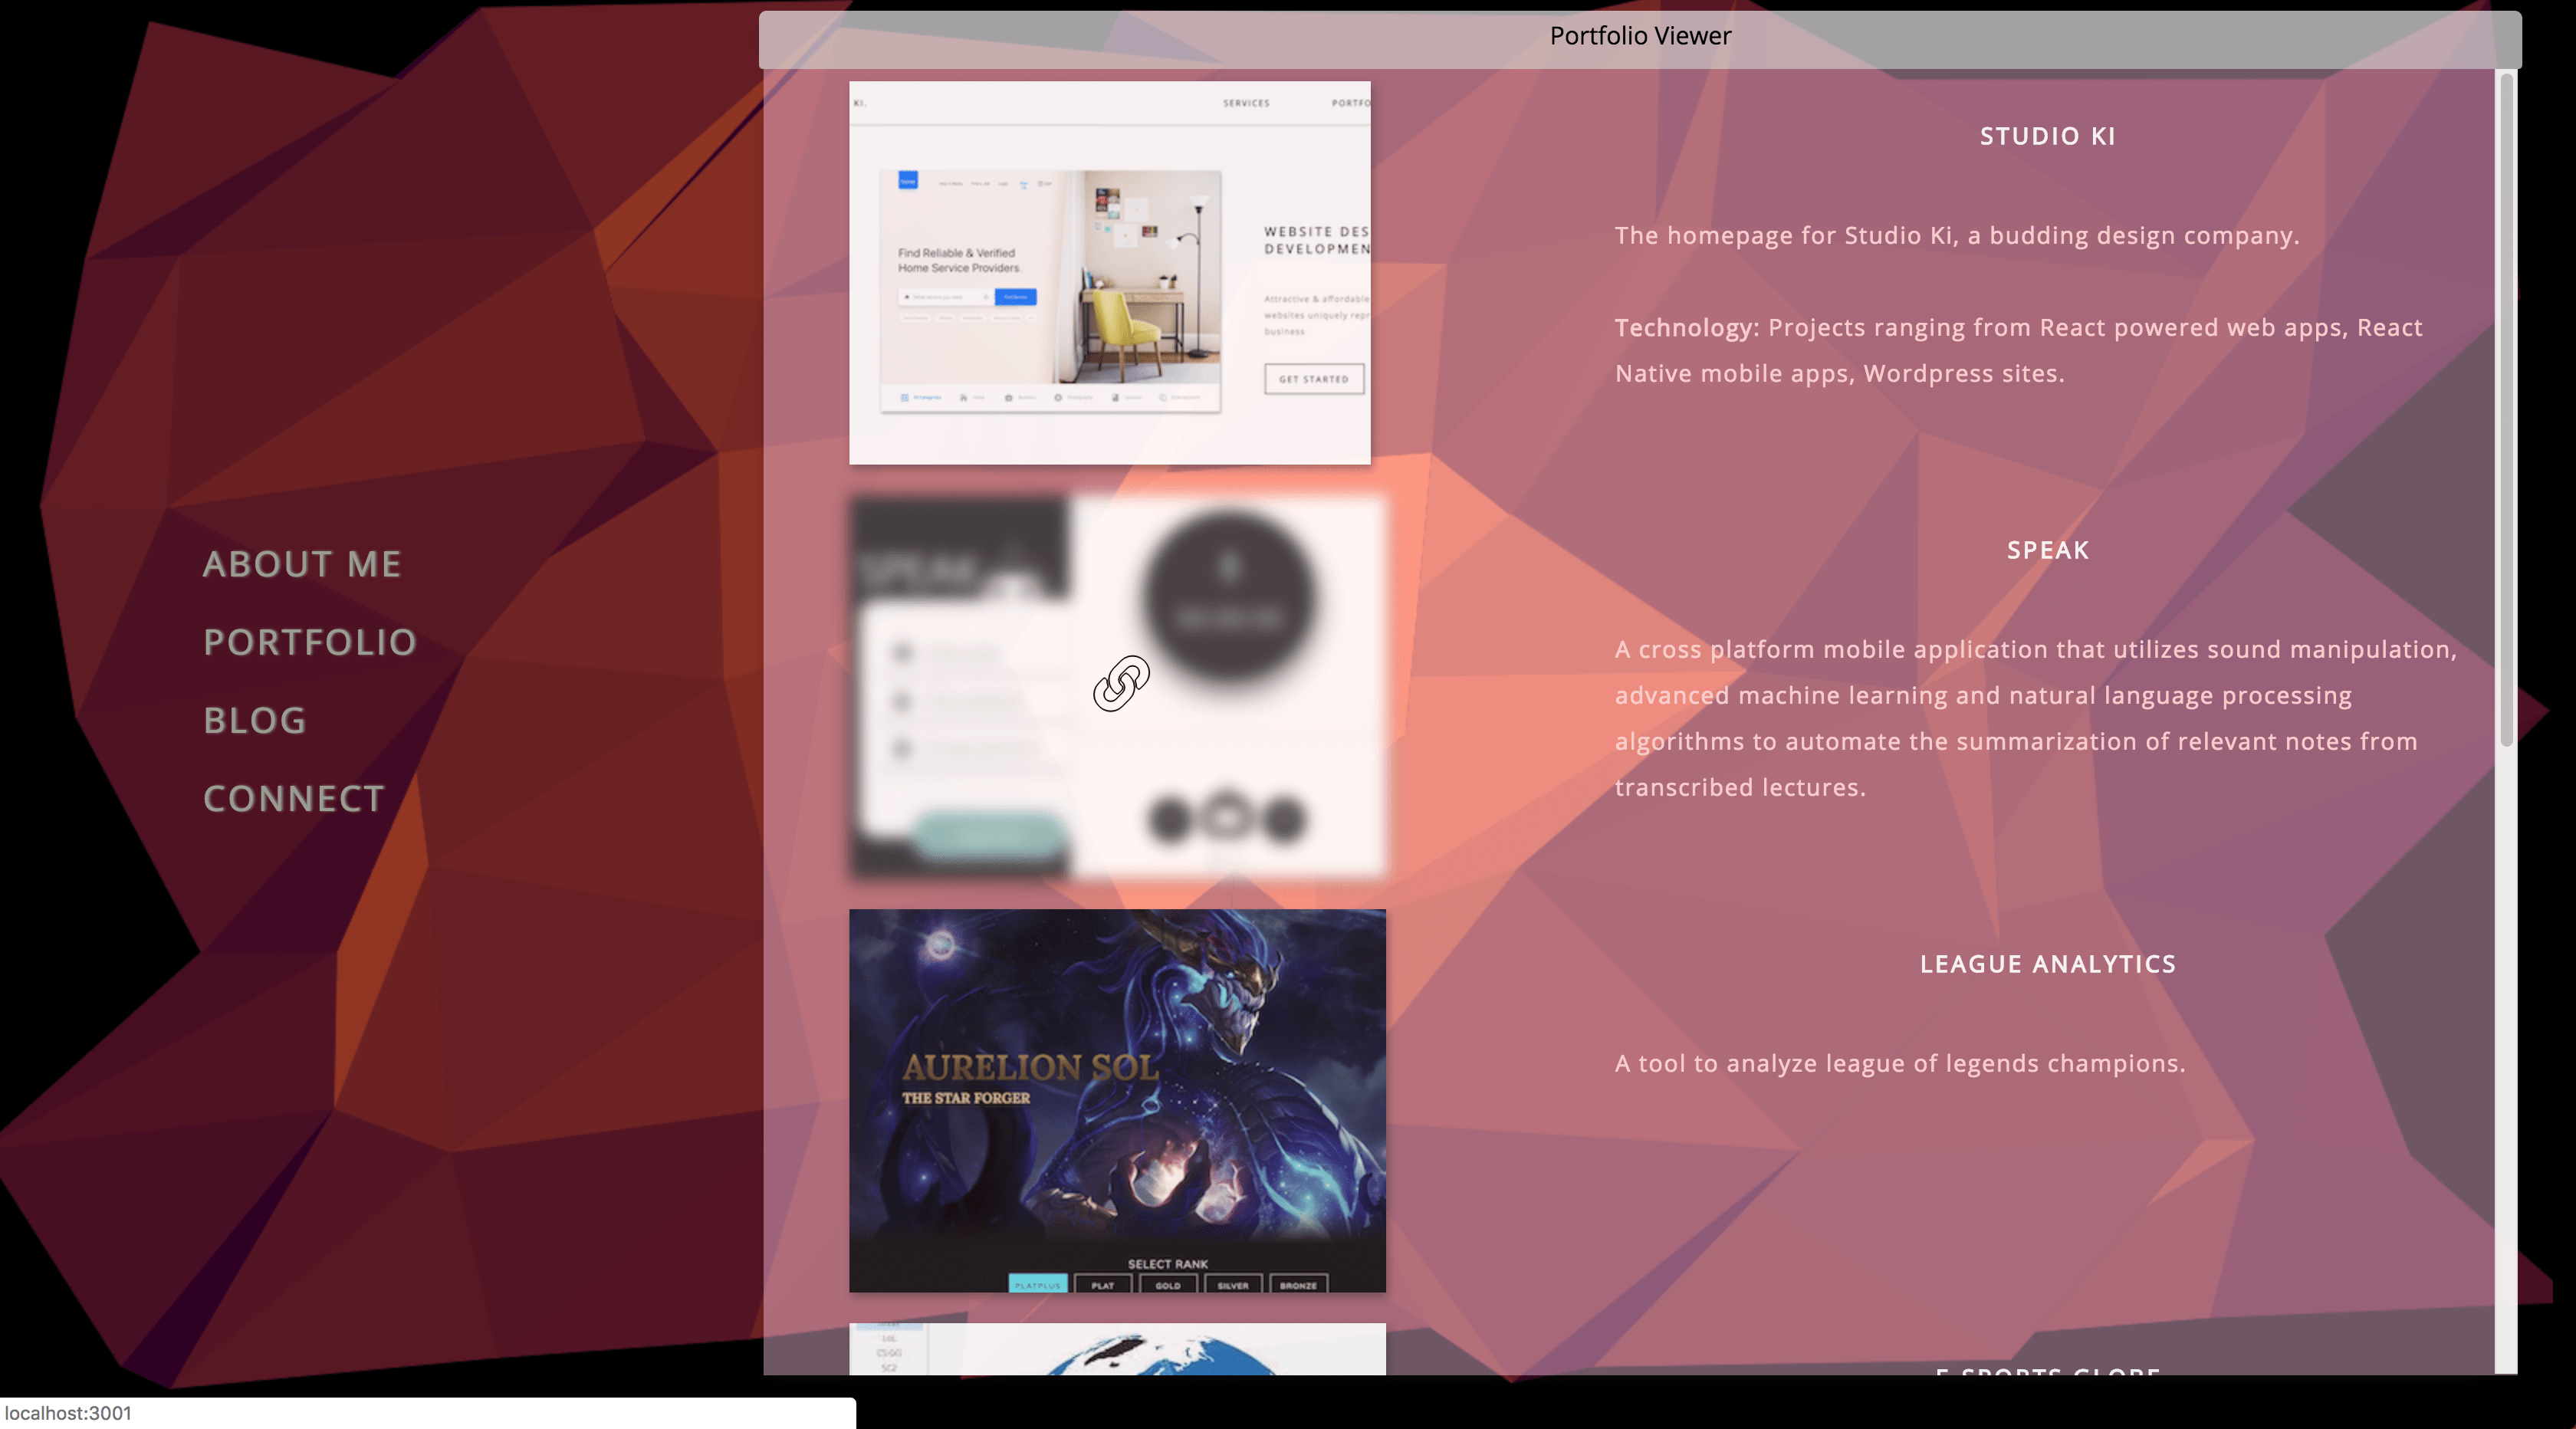 Portfolio Viewer
ABOUT ME
PORTFOLIO
BLOG
CONNECT
KI.
SERVICES
PORTFO
Find Reliable & Verified
Home Service Providers.
WEBSITE DES
DEVELOPMEN
Attractive & affordable
websites uniquely repr
business
GET STARTED
STUDIO KI
The homepage for Studio Ki, a budding design company.
Technology: Projects ranging from React powered web apps, React
Native mobile apps, Wordpress sites.
SPEAK
SPEAK
A cross platform mobile application that utilizes sound manipulation,
advanced machine learning and natural language processing
algorithms to automate the summarization of relevant notes from
transcribed lectures.
AURELION SOL
THE STAR FORGER
SELECT RANK
PLATPLUS PLAT GOLD SILVER BRONZE
LEAGUE ANALYTICS
A tool to analyze league of legends champions.
CS:GO
SC2
E-SPORTS GLOBE
localhost:3001